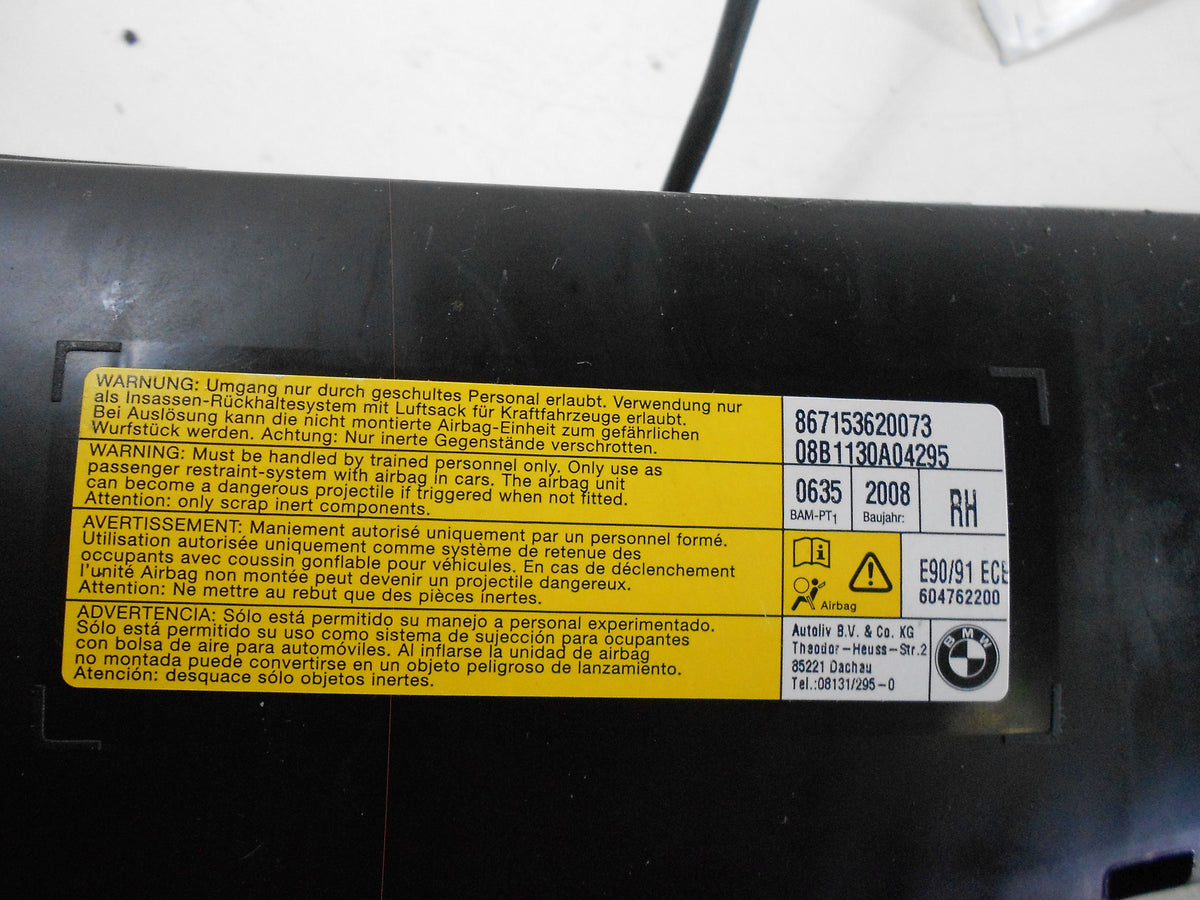 WARNUNG: Umgang nur durch geschultes Personal erlaubt. Verwendung nur
als Insassen-Rückhaltesystem mit Luftsack für Kraftfahrzeuge erlaubt.
Bei Auslösung kann die nicht montierte Airbag-Einheit zum gefährlichen
Wurfstück werden. Achtung: Nur inerte Gegenstände verschrotten.
WARNING: Must be handled by trained personnel only. Only use as
passenger restraint-system with airbag in cars. The airbag unit
can become a dangerous projectile if triggered when not fitted.
Attention: only scrap inert components.
AVERTISSEMENT: Maniement autorisé uniquement par un personnel formé.
Utilisation autorisée uniquement comme système de retenue des
occupants avec coussin gonflable pour véhicules. En cas de déclenchement
l'unité Airbag non montée peut devenir un projectile dangereux.
Attention: Ne mettre au rebut que des pièces inertes.
ADVERTENCIA: Sólo está permitido su manejo a personal experimentado.
Sólo está permitido su uso como sistema de sujección para ocupantes
con bolsa de aire para automóviles. Al inflarse la unidad de airbag
no montada puede convertirse en un objeto peligroso de lanzamiento.
Atención: desquace sólo objetos inertes.
867153620073
08B1130A04295
0635
BAM-PT1
2008
Baujahr:
RH
Airbag
E90/91 ECE
604762200
Autoliv B.V. & Co. KG
Theodor-Heuss-Str.2
85221 Dachau
Tel.:08131/295-0
BMW